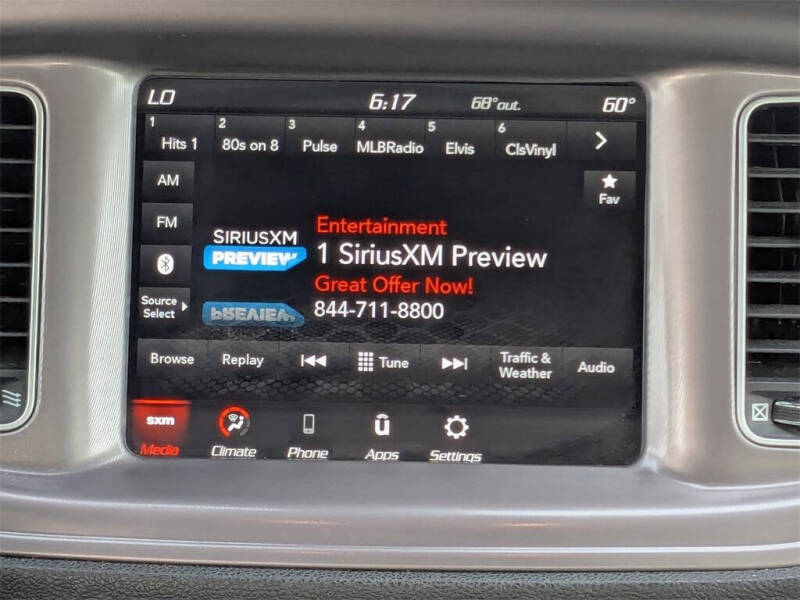 LO 6:17 68° out. 60°
1 Hits 1 2 80s on 8 3 Pulse 4 MLBRadio 5 Elvis 6 ClsVinyl
AM
Fav
FM
SIRIUSXM
PREVIEW
Entertainment
1 SiriusXM Preview
Great Offer Now!
844-711-8800
Source
Select
PREVIEW
Browse Replay Tune Traffic &
Weather Audio
sxm ū
Media Climate Phone Apps Settings